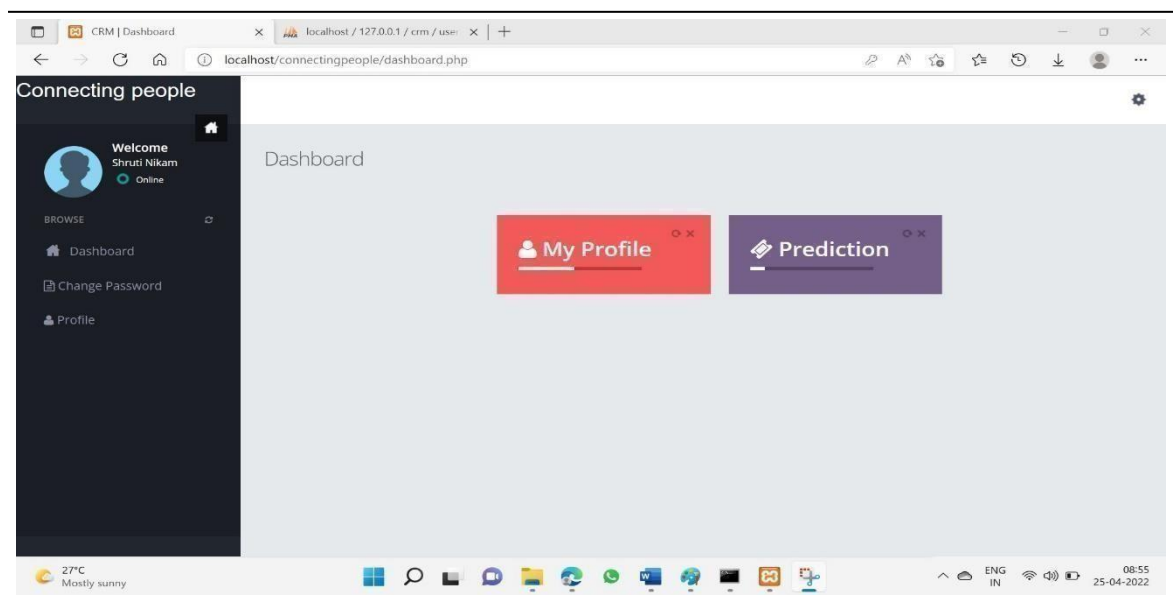 CRM | Dashboard
localhost / 127.0.0.1 / crm / user
localhost/connectingpeople/dashboard.php
Connecting people
Welcome
Shruti Nikam
Online
BROWSE
Dashboard
Change Password
Profile
Dashboard
My Profile
Prediction
27°C
Mostly sunny
ENG
IN
08:55
25-04-2022